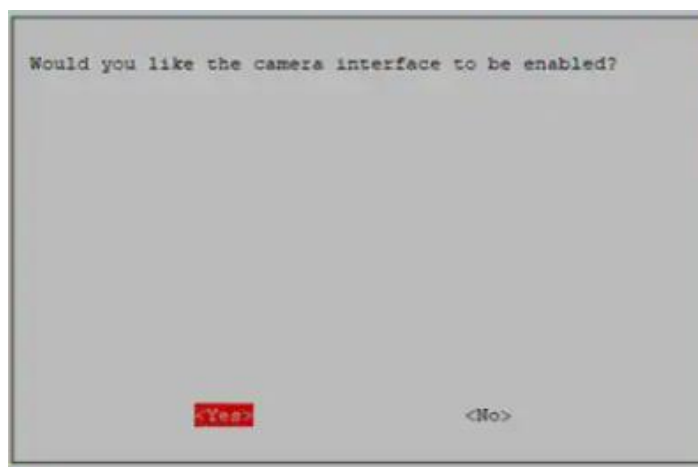 Would you like the camera interface to be enabled?
<Yes> <No>